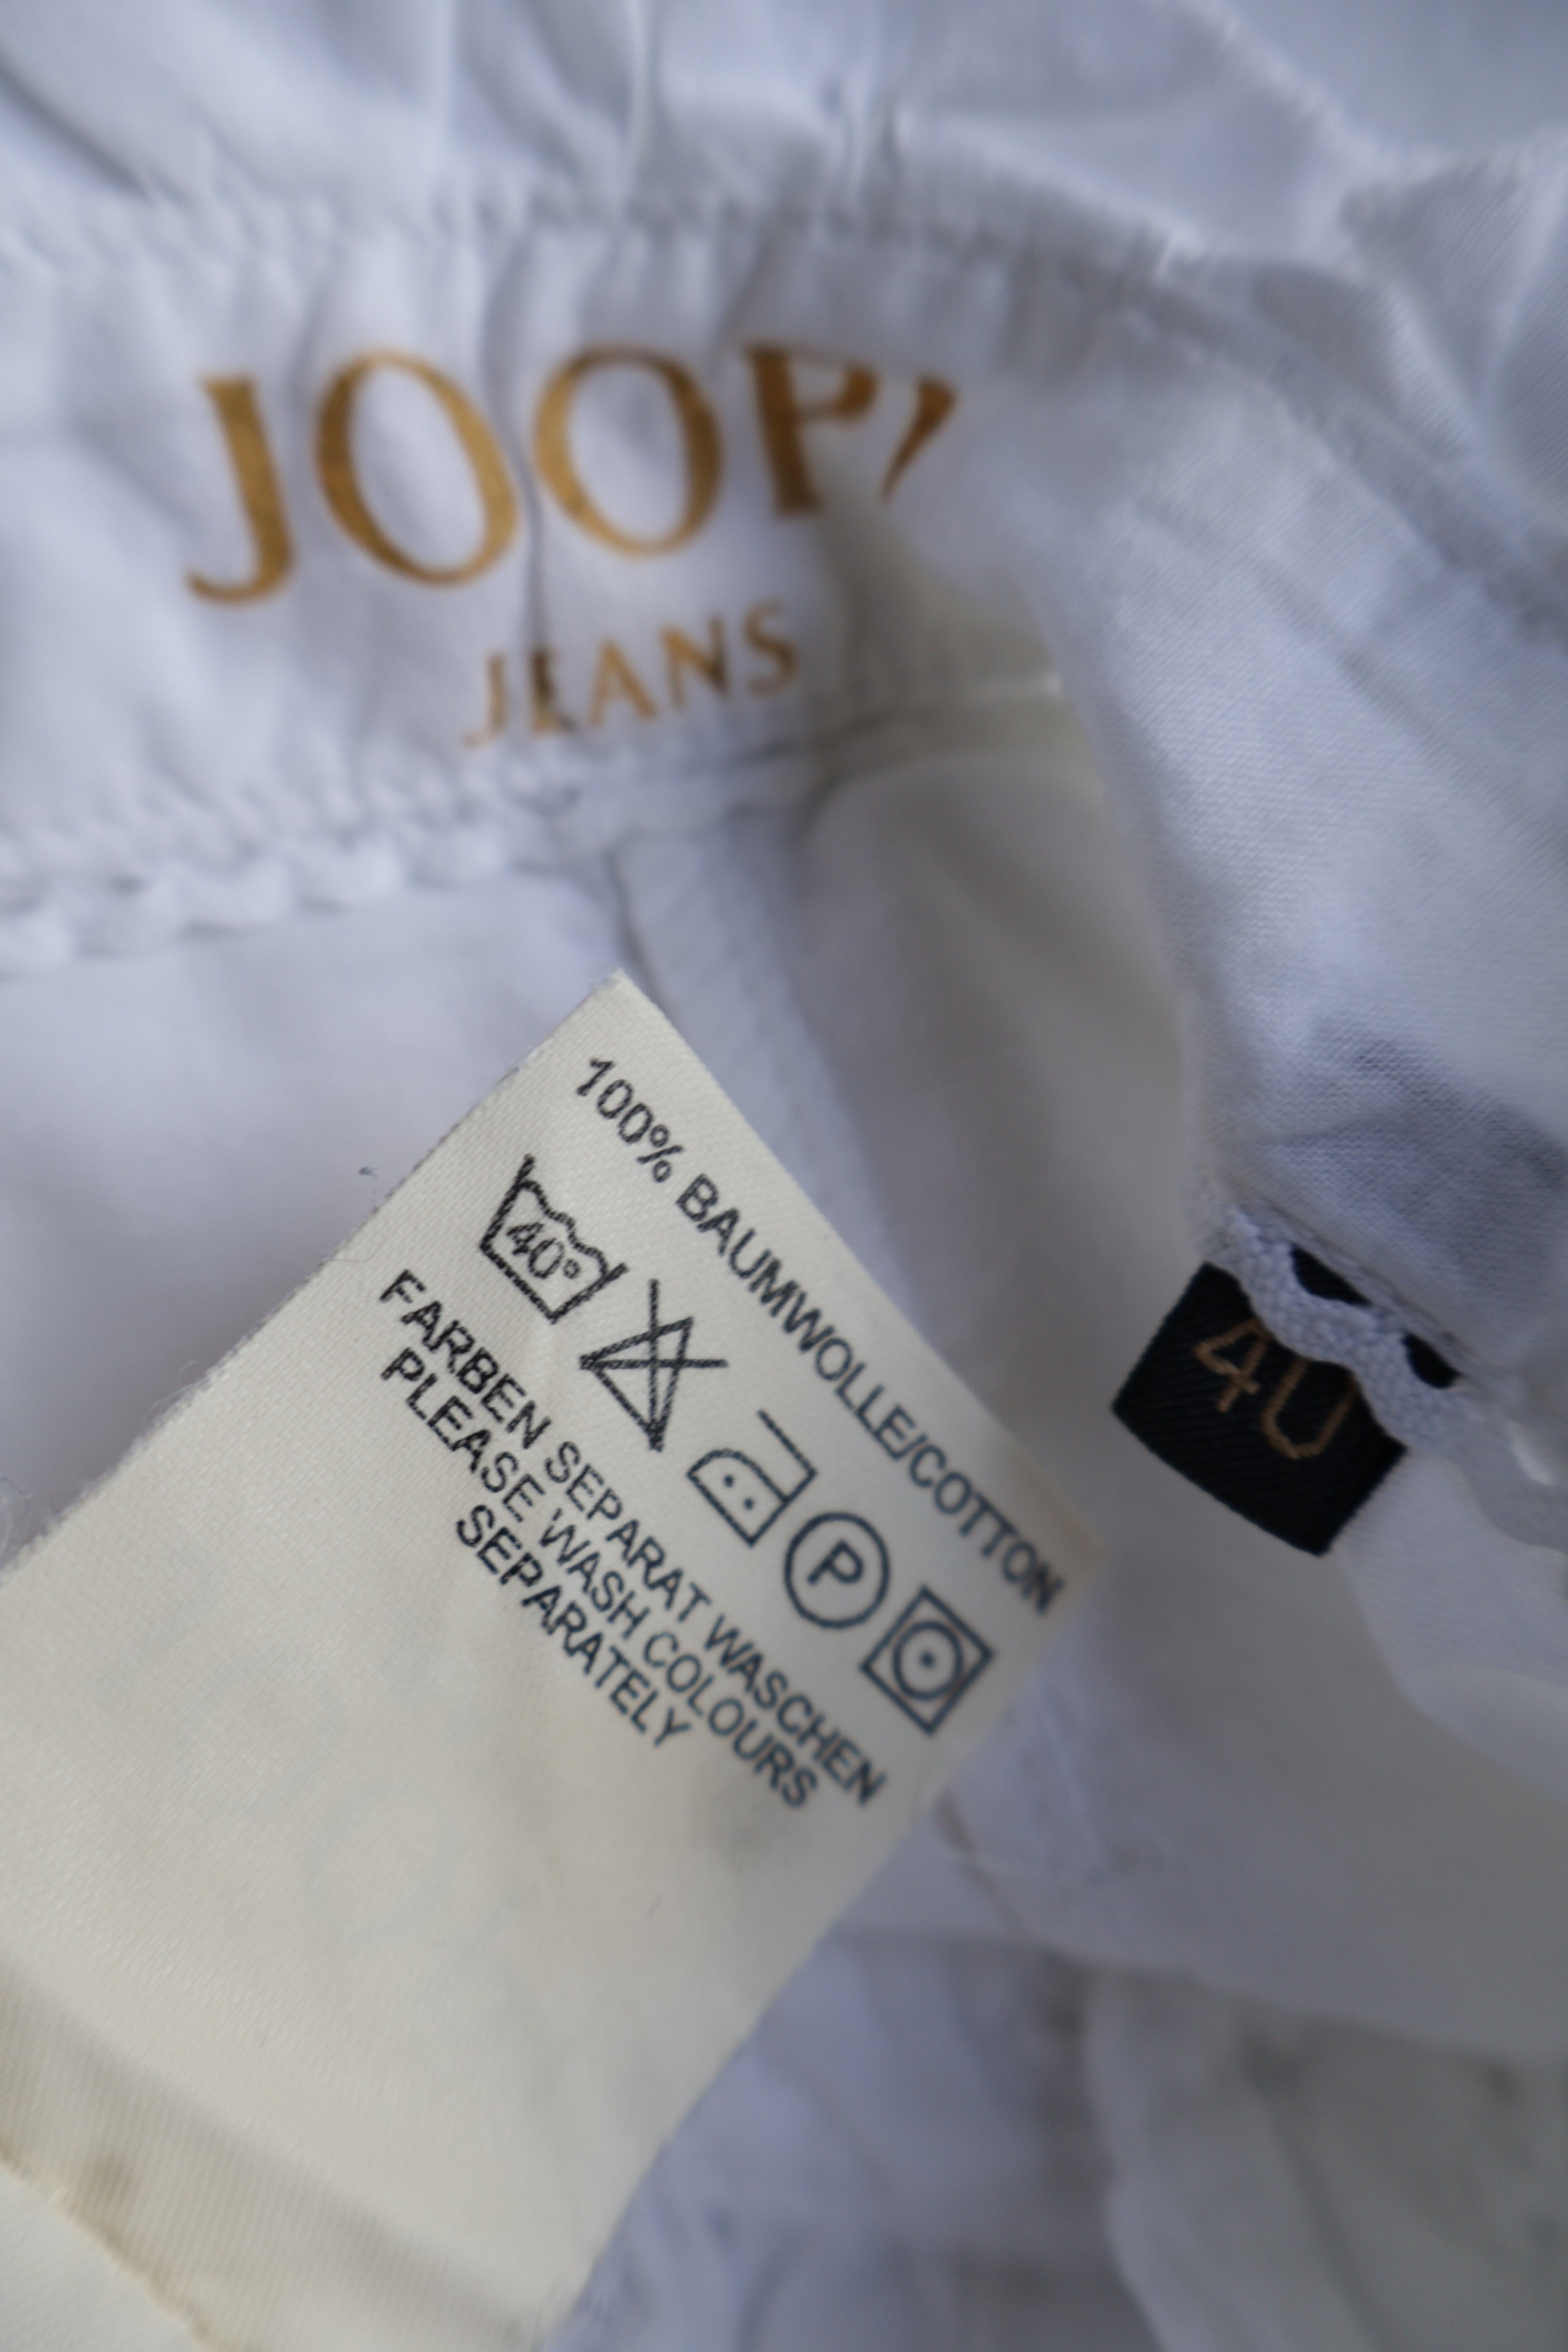 JOOP!
JEANS
100% BAUMWOLLE/COTTON
40°
P
FARBEN SEPARAT WASCHEN
PLEASE WASH COLOURS
SEPARATELY
40